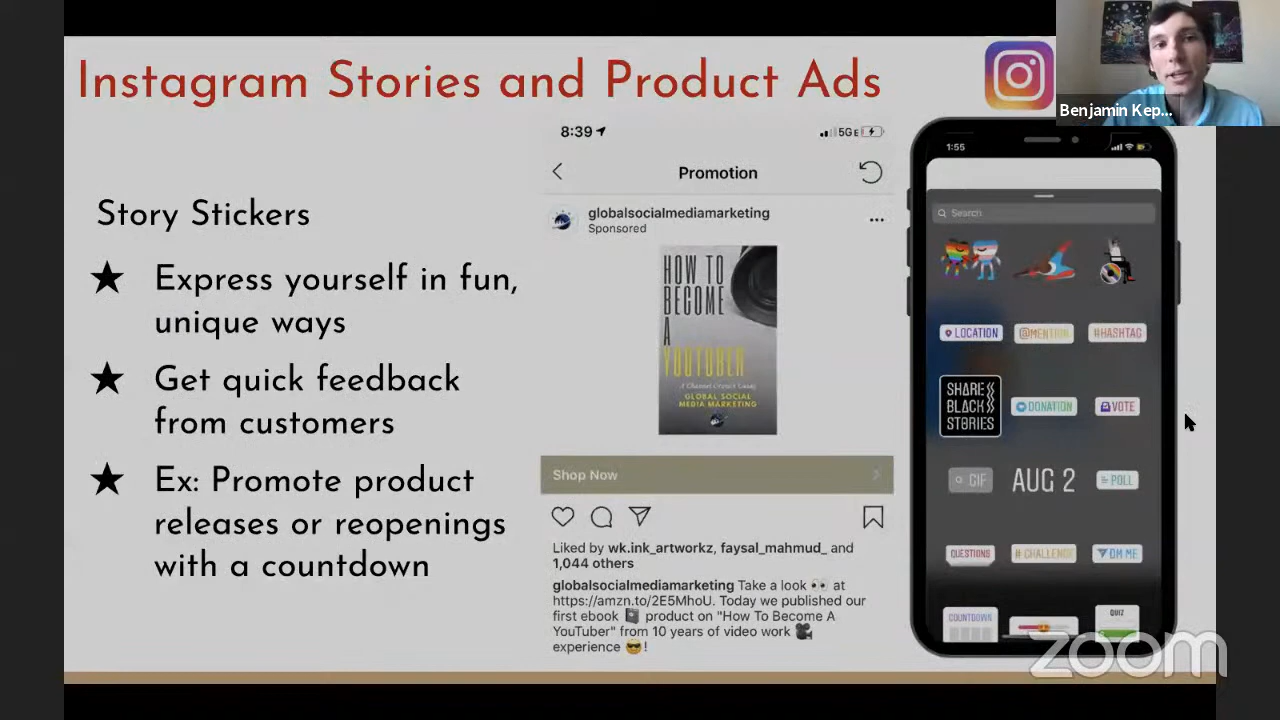 Instagram Stories and Product Ads
Benjamin Kep...
Story Stickers
★ Express yourself in fun,
unique ways
★ Get quick feedback
from customers
★ Ex: Promote product
releases or reopenings
with a countdown
8:39
5GE
Promotion
globalsocialmediamarketing
Sponsored
HOW TO
BECOME
A
YOUTUBER
GLOBAL SOCIAL
MEDIA MARKETING
Shop Now
Liked by wk.ink_artworkz, faysal_mahmud_ and
1,044 others
globalsocialmediamarketing Take a look 👀 at
https://amzn.to/2E5MhoU. Today we published our
first ebook 📓 product on "How To Become A
YouTuber" from 10 years of video work 🎥
experience 😎!
1:55
Search
LOCATION
@MENTION
#HASHTAG
SHARE
BLACK
STORIES
DONATION
VOTE
GIF
AUG 2
POLL
QUESTIONS
# CHALLENGE
DM ME
COUNTDOWN
QUIZ
zoom